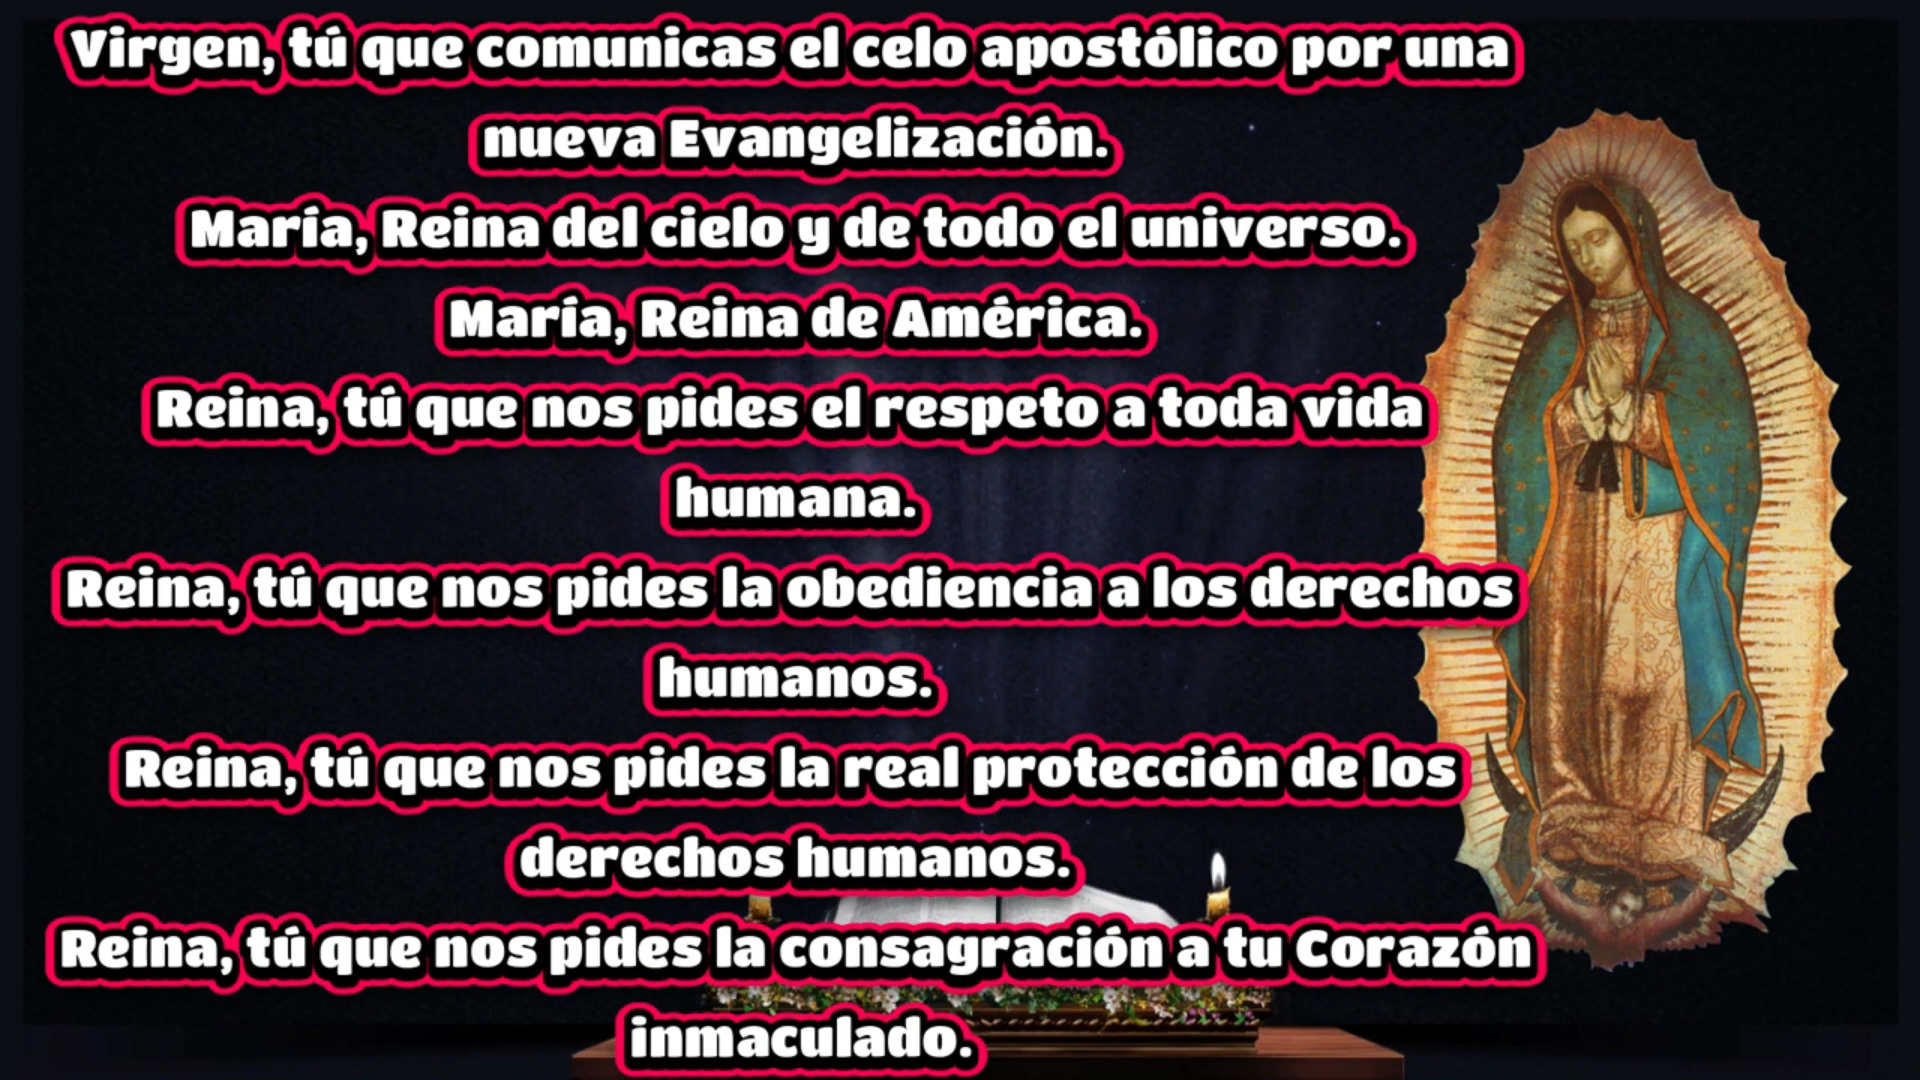 Virgen, tú que comunicas el celo apostólico por una
nueva Evangelización.
María, Reina del cielo y de todo el universo.
María, Reina de América.
Reina, tú que nos pides el respeto a toda vida
humana.
Reina, tú que nos pides la obediencia a los derechos
humanos.
Reina, tú que nos pides la real protección de los
derechos humanos.
Reina, tú que nos pides la consagración a tu Corazón
inmaculado.